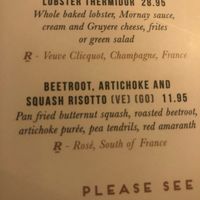 LOBSTER THERMIDOR 28.95
Whole baked lobster, Mornay sauce,
cream and Gruyere cheese, frites
or green salad
R - Veuve Clicquot, Champagne, France
BEETROOT, ARTICHOKE AND
SQUASH RISOTTO (VE) (GO) 11.95
Pan fried butternut squash, roasted beetroot,
artichoke purée, pea tendrils, red amaranth
R - Rosé, South of France
PLEASE SEE